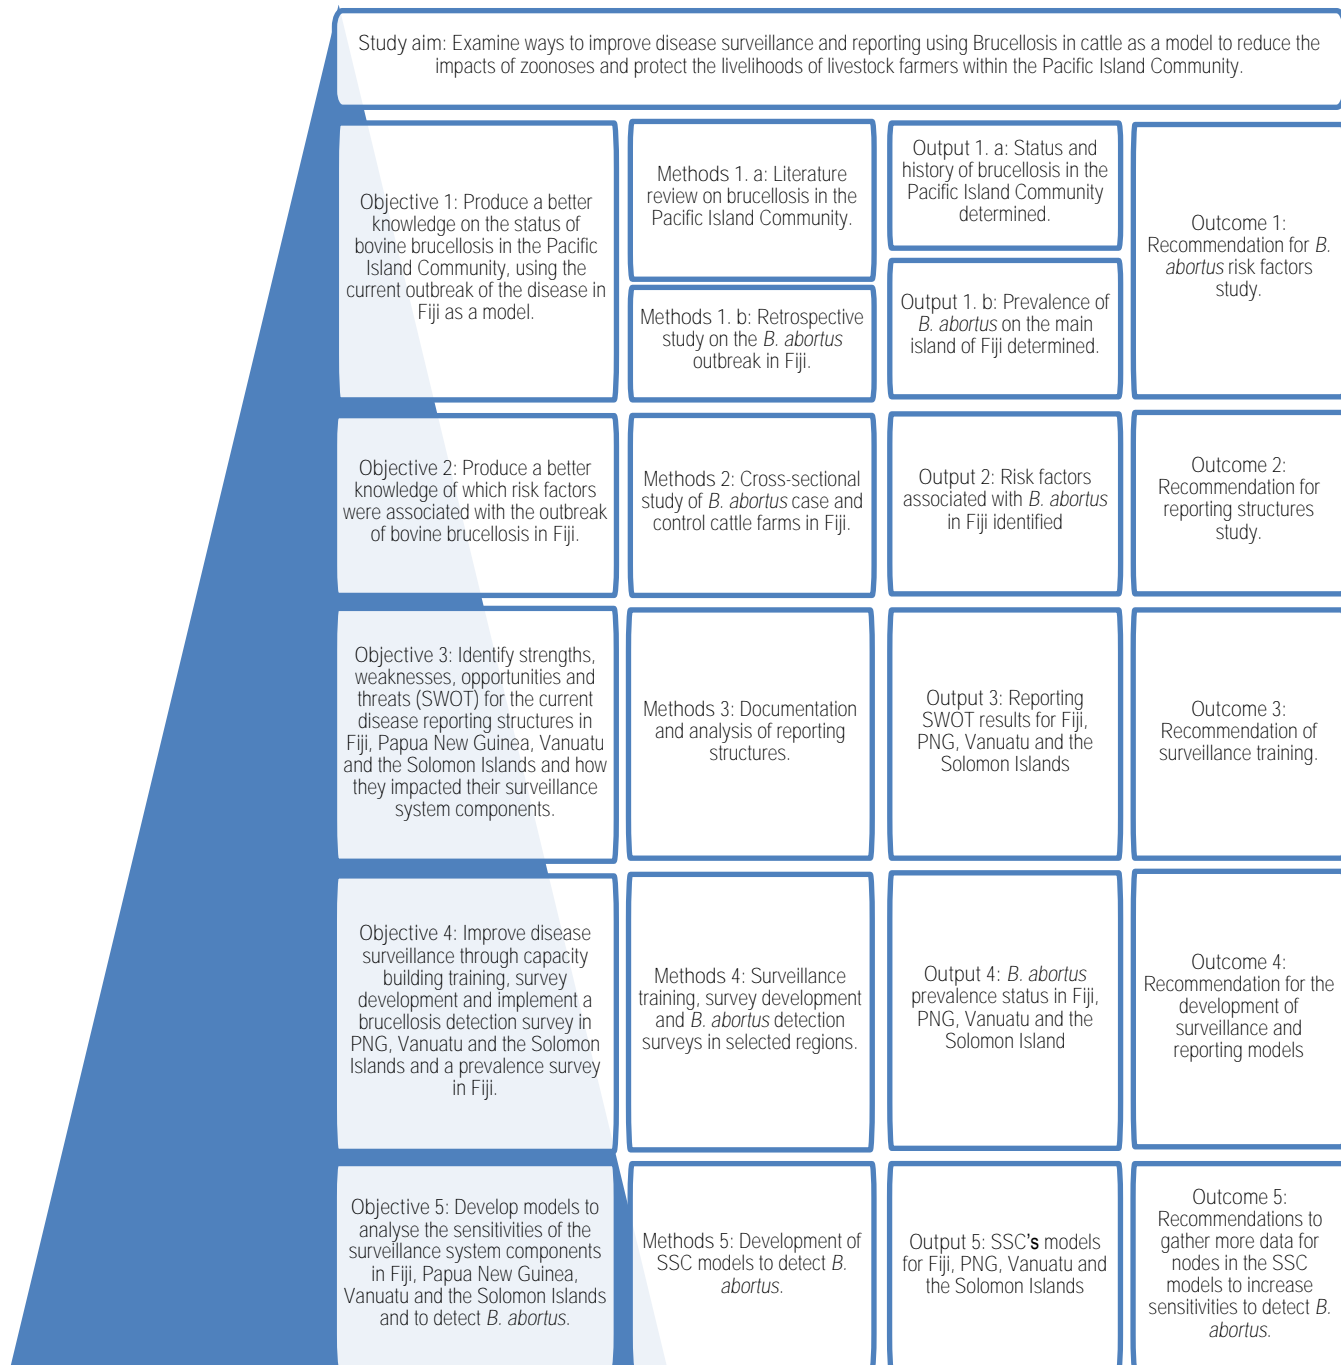 Study aim: Examine ways to improve disease surveillance and reporting using Brucellosis in cattle as a model to reduce the
impacts of zoonoses and protect the livelihoods of livestock farmers within the Pacific Island Community.
Objective 1: Produce a better
knowledge on the status of
bovine brucellosis in the Pacific
Island Community, using the
current outbreak of the disease in
Fiji as a model.
Methods 1. a: Literature
review on brucellosis in the
Pacific Island Community.
Methods 1. b: Retrospective
study on the B. abortus
outbreak in Fiji.
Output 1. a: Status and
history of brucellosis in the
Pacific Island Community
determined.
Output 1. b: Prevalence of
B. abortus on the main
island of Fiji determined.
Outcome 1:
Recommendation for B.
abortus risk factors
study.
Objective 2: Produce a better
knowledge of which risk factors
were associated with the outbreak
of bovine brucellosis in Fiji.
Methods 2: Cross-sectional
study of B. abortus case and
control cattle farms in Fiji.
Output 2: Risk factors
associated with B. abortus
in Fiji identified
Outcome 2:
Recommendation for
reporting structures
study.
Objective 3: Identify strengths,
weaknesses, opportunities and
threats (SWOT) for the current
disease reporting structures in
Fiji, Papua New Guinea, Vanuatu
and the Solomon Islands and how
they impacted their surveillance
system components.
Methods 3: Documentation
and analysis of reporting
structures.
Output 3: Reporting
SWOT results for Fiji,
PNG, Vanuatu and the
Solomon Islands
Outcome 3:
Recommendation of
surveillance training.
Objective 4: Improve disease
surveillance through capacity
building training, survey
development and implement a
brucellosis detection survey in
PNG, Vanuatu and the Solomon
Islands and a prevalence survey
in Fiji.
Methods 4: Surveillance
training, survey development
and B. abortus detection
surveys in selected regions.
Output 4: B. abortus
prevalence status in Fiji,
PNG, Vanuatu and the
Solomon Island
Outcome 4:
Recommendation for the
development of
surveillance and
reporting models
Objective 5: Develop models to
analyse the sensitivities of the
surveillance system components
in Fiji, Papua New Guinea,
Vanuatu and the Solomon Islands
and to detect B. abortus.
Methods 5: Development of
SSC models to detect B.
abortus.
Output 5: SSC's models
for Fiji, PNG, Vanuatu and
the Solomon Islands
Outcome 5:
Recommendations to
gather more data for
nodes in the SSC
models to increase
sensitivities to detect B.
abortus.